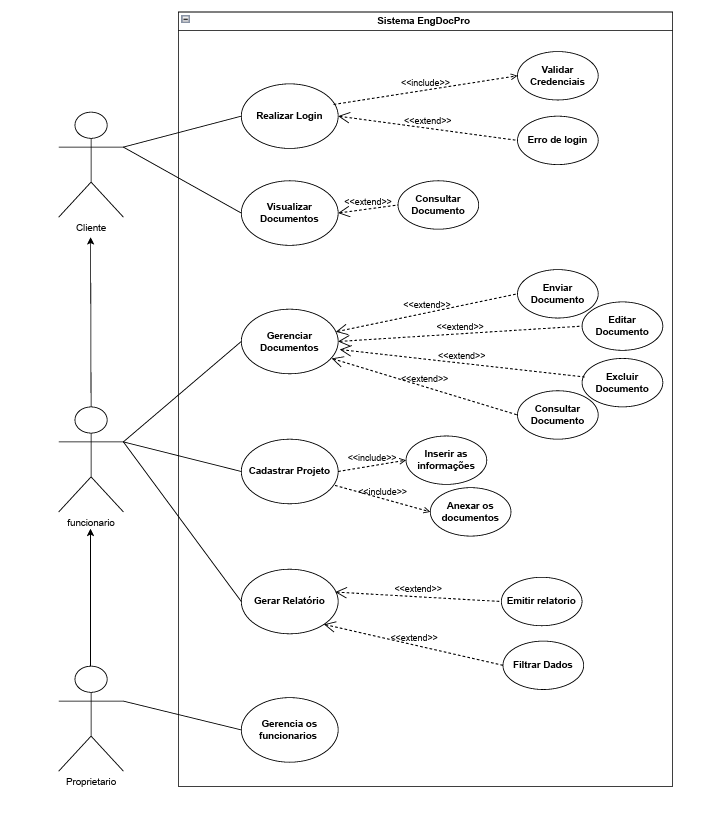 Sistema EngDocPro
Cliente
funcionario
Proprietario
Realizar Login
<<include>>
Validar
Credenciais
<<extend>>
Erro de login
Visualizar
Documentos
<<extend>>
Consultar
Documento
Gerenciar
Documentos
<<extend>>
Enviar
Documento
<<extend>>
Editar
Documento
<<extend>>
Excluir
Documento
<<extend>>
Consultar
Documento
Cadastrar Projeto
<<include>>
Inserir as
informações
<<include>>
Anexar os
documentos
Gerar Relatório
<<extend>>
Emitir relatorio
<<extend>>
Filtrar Dados
Gerencia os
funcionarios